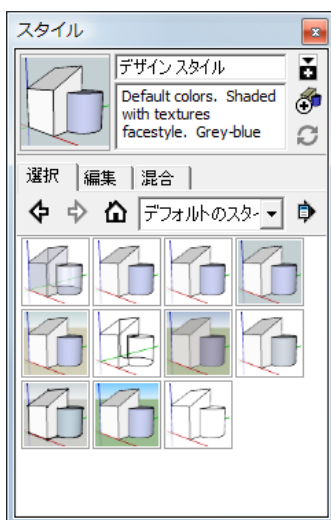 スタイル
デザイン スタイル
Default colors. Shaded
with textures
facestyle. Grey-blue
選択 編集 混合
デフォルトのスタ-